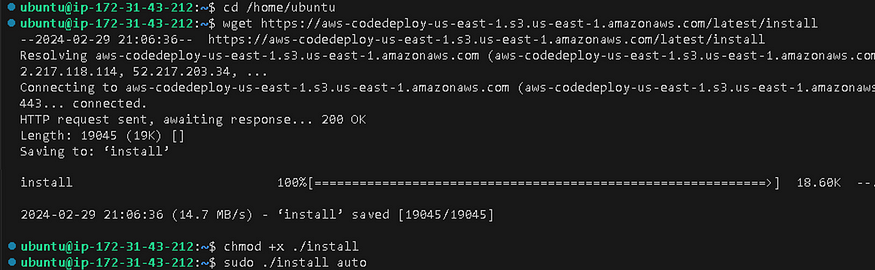 ubuntu@ip-172-31-43-212:~$ cd /home/ubuntu
ubuntu@ip-172-31-43-212:~$ wget https://aws-codedeploy-us-east-1.s3.us-east-1.amazonaws.com/latest/install
--2024-02-29 21:06:36--  https://aws-codedeploy-us-east-1.s3.us-east-1.amazonaws.com/latest/install
Resolving aws-codedeploy-us-east-1.s3.us-east-1.amazonaws.com (aws-codedeploy-us-east-1.s3.us-east-1.amazonaws.com
2.217.118.114, 52.217.203.34, ...
Connecting to aws-codedeploy-us-east-1.s3.us-east-1.amazonaws.com (aws-codedeploy-us-east-1.s3.us-east-1.amazonaws
443... connected.
HTTP request sent, awaiting response... 200 OK
Length: 19045 (19K) []
Saving to: ‘install’
install 100%[=============================================================>] 18.60K --.
2024-02-29 21:06:36 (14.7 MB/s) - ‘install’ saved [19045/19045]
ubuntu@ip-172-31-43-212:~$ chmod +x ./install
ubuntu@ip-172-31-43-212:~$ sudo ./install auto